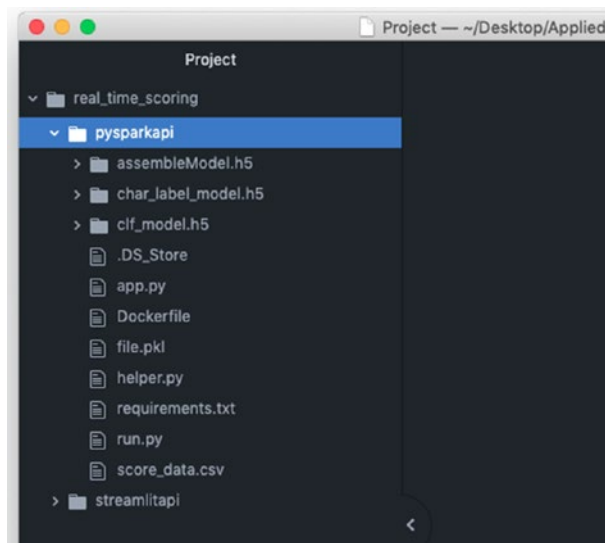 Project — ~/Desktop/Applied
Project
real_time_scoring
pysparkapi
assembleModel.h5
char_label_model.h5
clf_model.h5
.DS_Store
app.py
Dockerfile
file.pkl
helper.py
requirements.txt
run.py
score_data.csv
streamlitapi